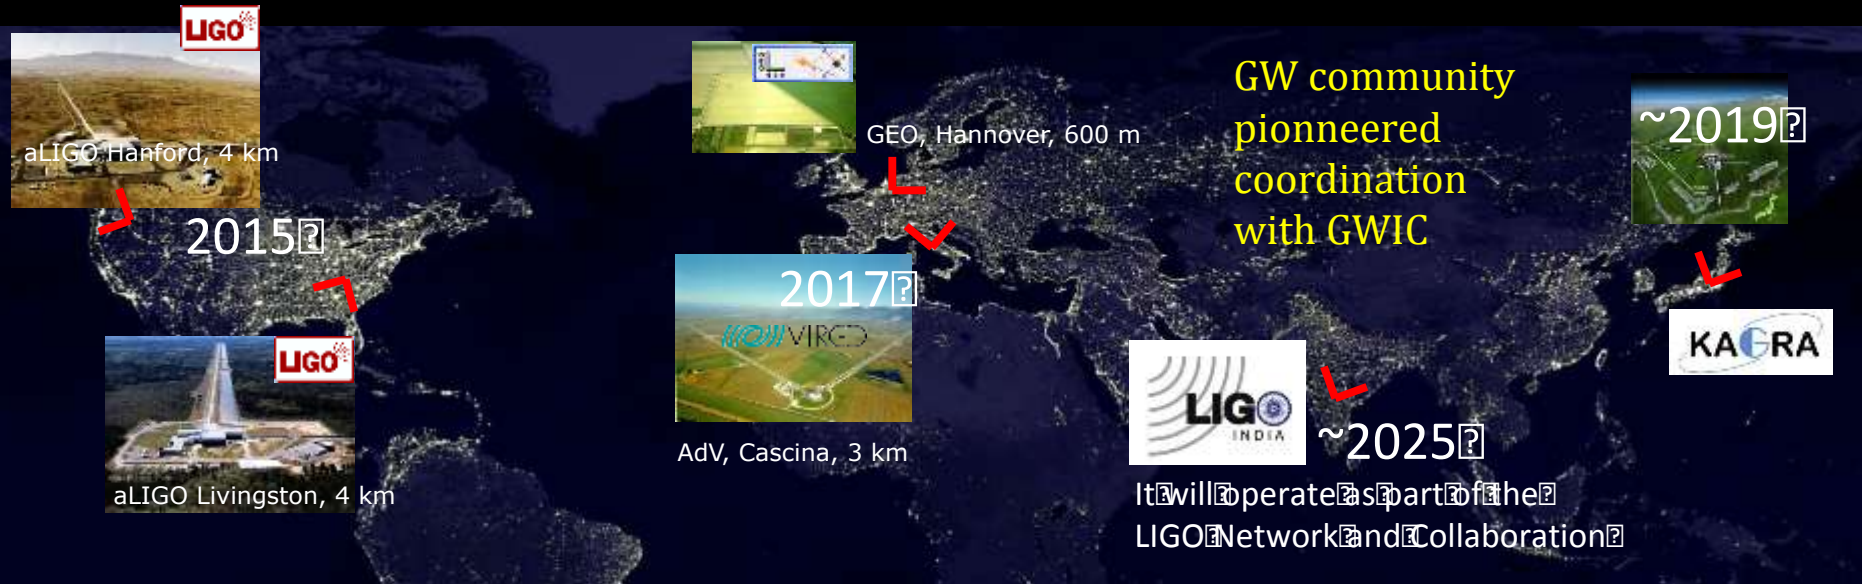 LIGO
aLIGO Hanford, 4 km
2015
LIGO
aLIGO Livingston, 4 km
GEO, Hannover, 600 m
2017
((O)) VIRGO
AdV, Cascina, 3 km
GW community
pionneered
coordination
with GWIC
~2019
KAGRA
LIGO
INDIA
~2025
It will operate as part of the
LIGO Network and Collaboration